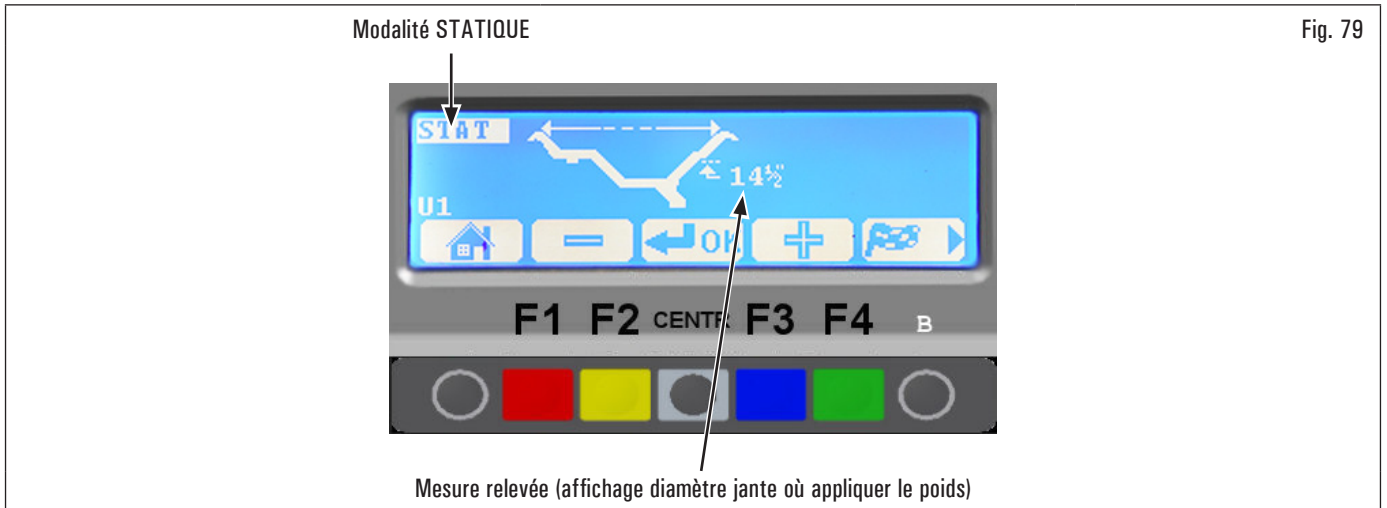 Modalité STATIQUE
Fig. 79
STAT
14½"
U1
OK
F1 F2 CENTR F3 F4 B
Mesure relevée (affichage diamètre jante où appliquer le poids)